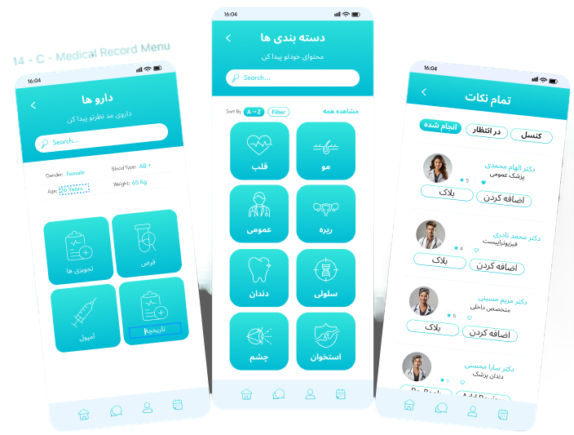 14 - C - Medical Record Menu
16:04
دارو ها
داروی مد نظرتو پیدا کن
Search...
Gender: Female
Blood Type: AB +
Age: 26 Years
Weight: 65 Kg
تجویزی ها
قرص
آمپول
تاریخچه
16:04
دسته بندی ها
محتوای خودتو پیدا کن
Search...
Sort By
A→Z
Filter
مشاهده همه
قلب
مو
عمومی
ریه
دندان
سلولی
چشم
استخوان
16:04
تمام نکات
انجام شده
در انتظار
کنسل
دکتر الهام محمدی
پزشک عمومی
5
بلاک
اضافه کردن
دکتر محمد نادری
فیزیوتراپیست
4
بلاک
اضافه کردن
دکتر مریم حسینی
متخصص داخلی
5
بلاک
اضافه کردن
دکتر سارا محسنی
دندان پزشک
5